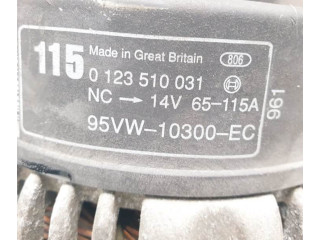 115 Made in Great Britain 806
0 123 510 031
NC → 14V 65-115A
95VW-10300-EC
961